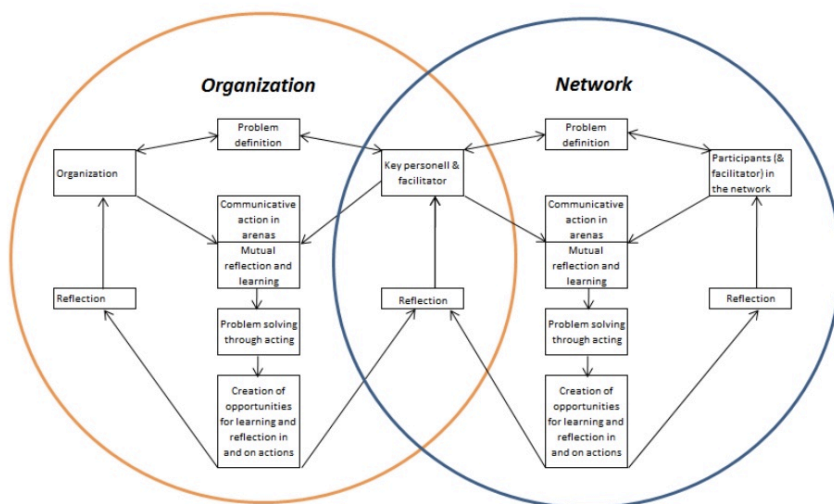 Organization
Network
Problem
definition
Problem
definition
Organization
Key personell &
facilitator
Participants (&
facilitator) in
the network
Communicative
action in
arenas
Mutual
reflection and
learning
Communicative
action in
arenas
Mutual
reflection and
learning
Reflection
Reflection
Reflection
Problem solving
through acting
Problem solving
through acting
Creation of
opportunities
for learning and
reflection in
and on actions
Creation of
opportunities
for learning and
reflection in
and on actions